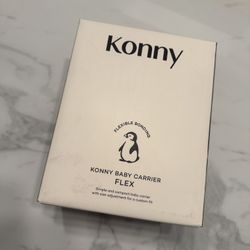 Konny
FLEXIBLE BONDING
KONNY BABY CARRIER
FLEX
Simple and compact baby carrier
with size adjustment for a custom fit